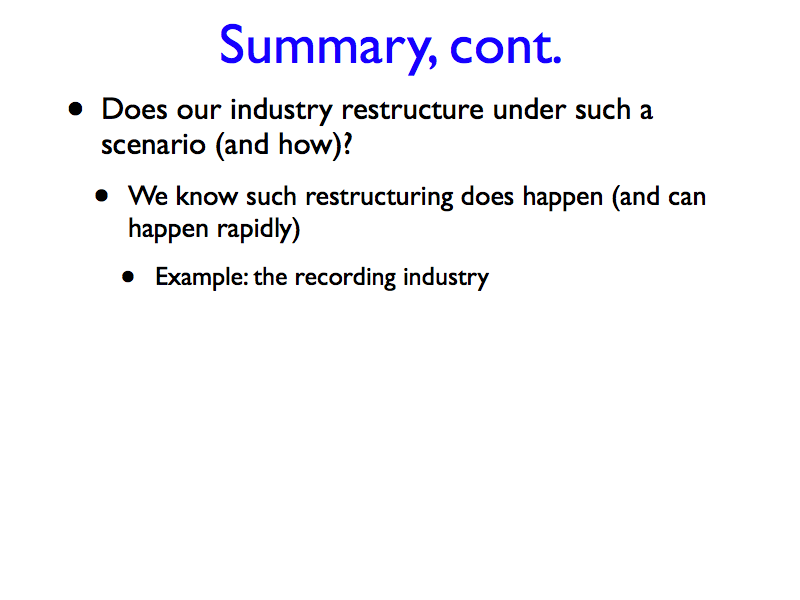 Summary, cont.
• Does our industry restructure under such a
scenario (and how)?
• We know such restructuring does happen (and can
happen rapidly)
• Example: the recording industry